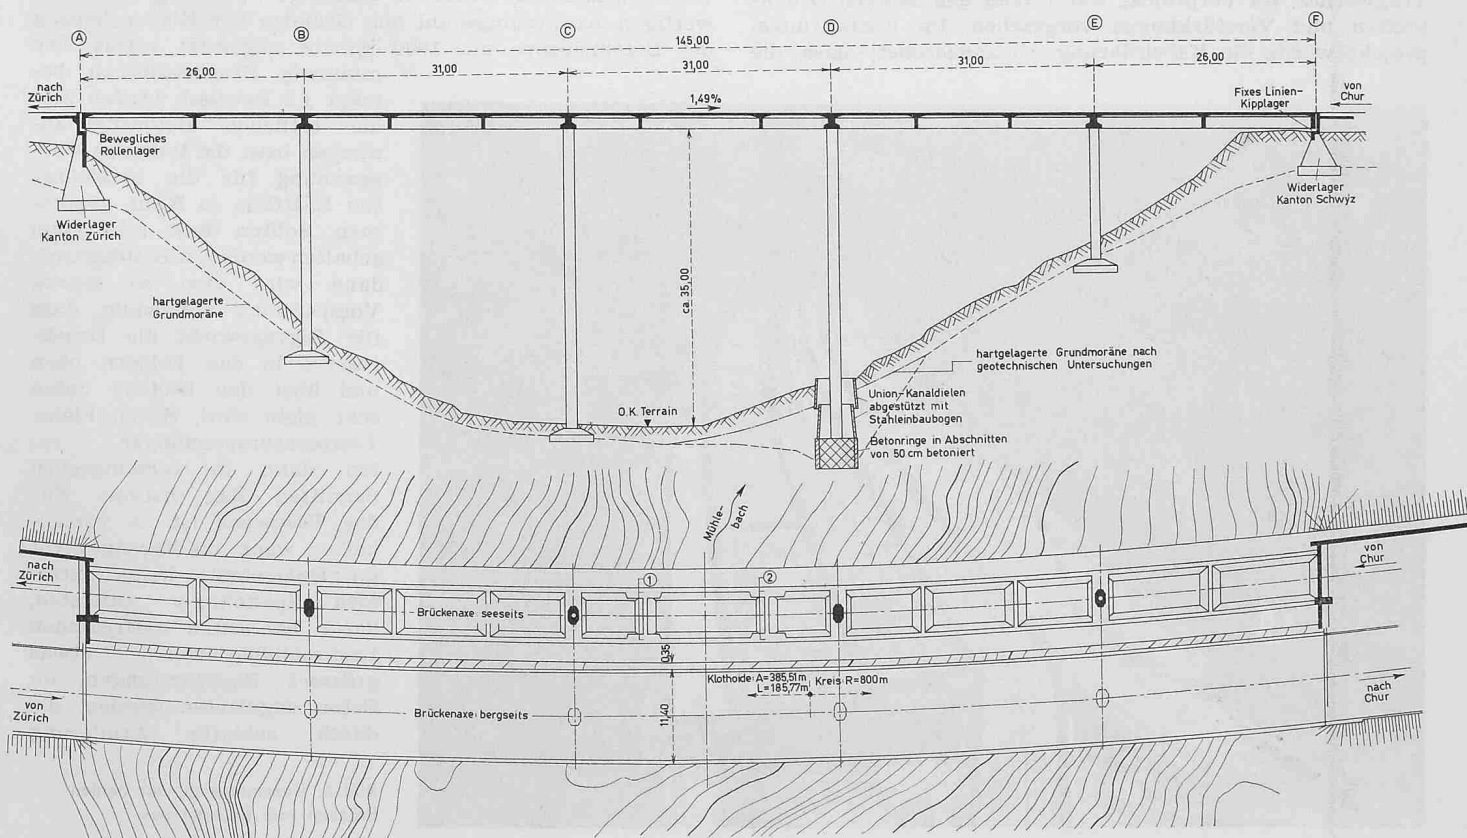 A B C D E F
145,00
26,00 31,00 31,00 31,00 26,00
nach
Zürich
1,49%
Fixes Linien-
Kipplager
von
Chur
Bewegliches
Rollenlager
Widerlager
Kanton Zürich
Widerlager
Kanton Schwyz
hartgelagerte
Grundmoräne
ca. 35,00
hartgelagerte Grundmoräne nach
geotechnischen Untersuchungen
O.K. Terrain
Union-Kanaldielen
abgestützt mit
Stahleinbaubogen
Betonringe in Abschnitten
von 50 cm betoniert
Mühle-
bach
nach
Zürich
von
Chur
1 2
Brückenaxe seeseits
0,35
Klothoide: A=385,51m
L=185,77m
Kreis: R=800m
11,40
von
Zürich
Brückenaxe bergseits
nach
Chur